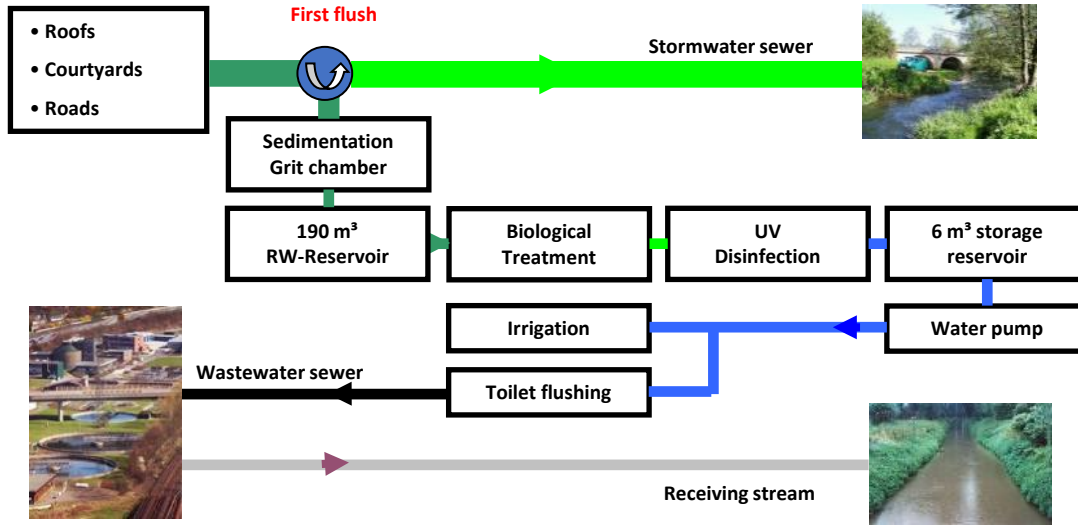 First flush
• Roofs
• Courtyards
• Roads
Stormwater sewer
Sedimentation
Grit chamber
190 m³
RW-Reservoir
Biological
Treatment
UV
Disinfection
6 m³ storage
reservoir
Irrigation
Water pump
Wastewater sewer
Toilet flushing
Receiving stream